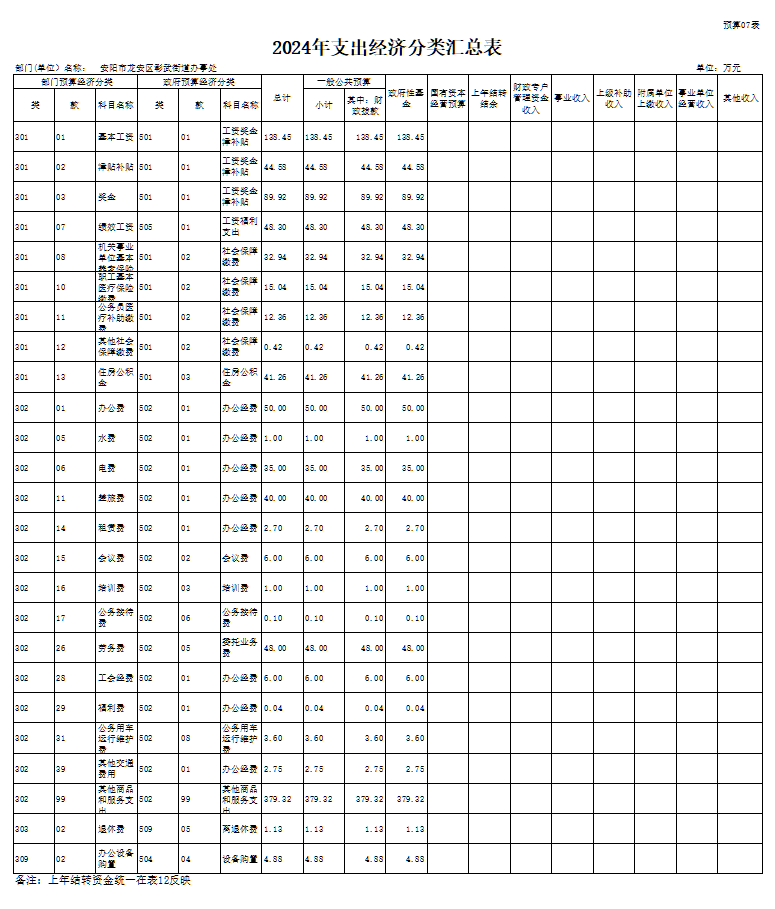 预算07表
2024年支出经济分类汇总表
部门(单位)名称： 安阳市龙安区彰武街道办事处 单位：万元
部门预算经济分类 政府预算经济分类 总计 一般公共预算 政府性基金 国有资本经营预算 上年结转结余 财政专户管理资金收入 事业收入 上级补助收入 附属单位上缴收入 事业单位经营收入 其他收入
类 款 科目名称 类 款 科目名称 小计 其中：财政拨款
301 01 基本工资 501 01 工资奖金津补贴 138.45 138.45 138.45 138.45
301 02 津贴补贴 501 01 工资奖金津补贴 44.58 44.58 44.58 44.58
301 03 奖金 501 01 工资奖金津补贴 89.92 89.92 89.92 89.92
301 07 绩效工资 505 01 工资福利支出 48.30 48.30 48.30 48.30
301 08 机关事业单位基本养老保险 501 02 社会保障缴费 32.94 32.94 32.94 32.94
301 10 职工基本医疗保险缴费 501 02 社会保障缴费 15.04 15.04 15.04 15.04
301 11 公务员医疗补助缴费 501 02 社会保障缴费 12.36 12.36 12.36 12.36
301 12 其他社会保障缴费 501 02 社会保障缴费 0.42 0.42 0.42 0.42
301 13 住房公积金 501 03 住房公积金 41.26 41.26 41.26 41.26
302 01 办公费 502 01 办公经费 50.00 50.00 50.00 50.00
302 05 水费 502 01 办公经费 1.00 1.00 1.00 1.00
302 06 电费 502 01 办公经费 35.00 35.00 35.00 35.00
302 11 差旅费 502 01 办公经费 40.00 40.00 40.00 40.00
302 14 租赁费 502 01 办公经费 2.70 2.70 2.70 2.70
302 15 会议费 502 02 会议费 6.00 6.00 6.00 6.00
302 16 培训费 502 03 培训费 1.00 1.00 1.00 1.00
302 17 公务接待费 502 06 公务接待费 0.10 0.10 0.10 0.10
302 26 劳务费 502 05 委托业务费 48.00 48.00 48.00 48.00
302 28 工会经费 502 01 办公经费 6.00 6.00 6.00 6.00
302 29 福利费 502 01 办公经费 0.04 0.04 0.04 0.04
302 31 公务用车运行维护费 502 08 公务用车运行维护费 3.60 3.60 3.60 3.60
302 39 其他交通费用 502 01 办公经费 2.75 2.75 2.75 2.75
302 99 其他商品和服务支出 502 99 其他商品和服务支出 379.32 379.32 379.32 379.32
303 02 退休费 509 05 离退休费 1.13 1.13 1.13 1.13
309 02 办公设备购置 504 04 设备购置 4.88 4.88 4.88 4.88
备注：上年结转资金统一在表12反映